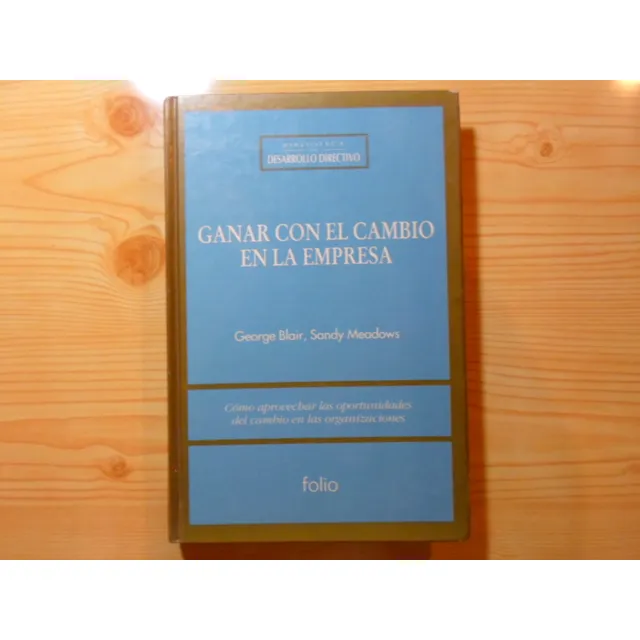 DESARROLLO DIRECTIVO
GANAR CON EL CAMBIO
EN LA EMPRESA
George Blair, Sandy Meadows
Cómo aprovechar las oportunidades
del cambio en las organizaciones
folio